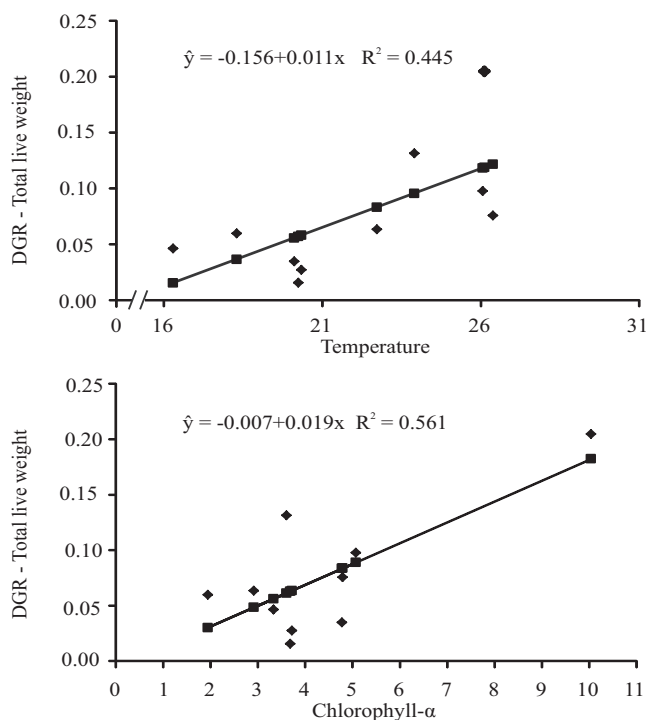 ŷ = -0.156+0.011x R² = 0.445
DGR - Total live weight
0.25
0.20
0.15
0.10
0.05
0.00
0 16 21 26 31
Temperature
ŷ = -0.007+0.019x R² = 0.561
DGR - Total live weight
0.25
0.20
0.15
0.10
0.05
0.00
0 1 2 3 4 5 6 7 8 9 10 11
Chlorophyll-α